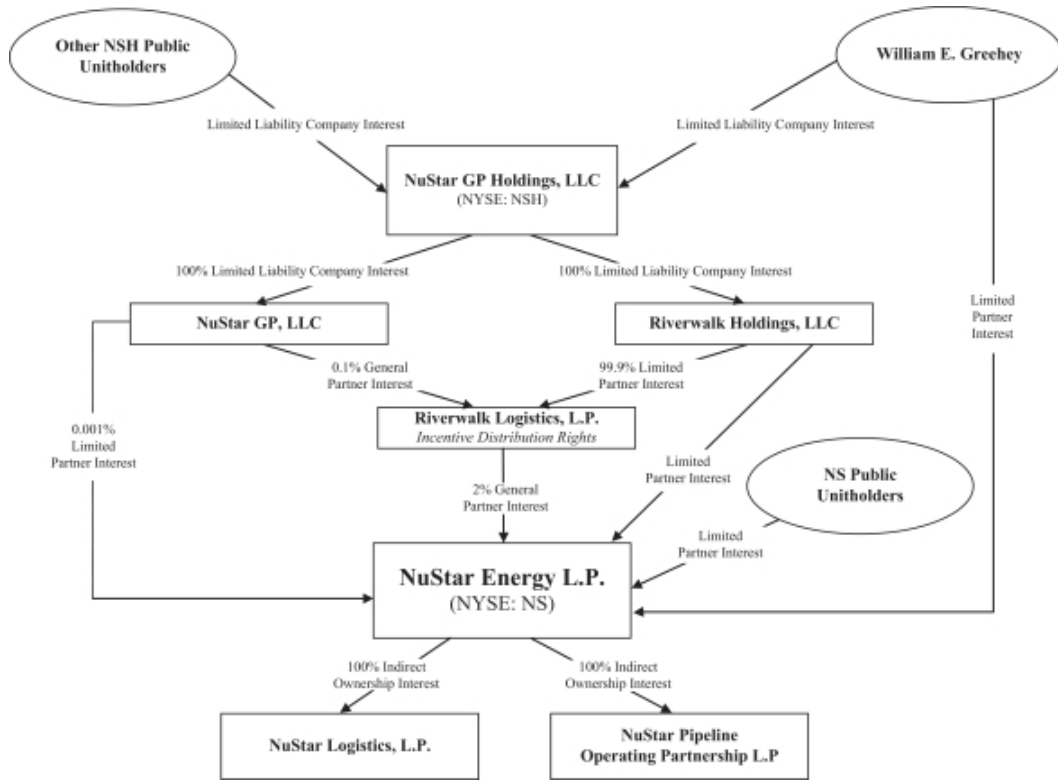 Other NSH Public
Unitholders
William E. Greehey
Limited Liability Company Interest
Limited Liability Company Interest
NuStar GP Holdings, LLC
(NYSE: NSH)
100% Limited Liability Company Interest
100% Limited Liability Company Interest
Limited
Partner
Interest
NuStar GP, LLC
Riverwalk Holdings, LLC
0.1% General
Partner Interest
99.9% Limited
Partner Interest
Riverwalk Logistics, L.P.
Incentive Distribution Rights
0.001%
Limited
Partner Interest
Limited
Partner Interest
NS Public
Unitholders
2% General
Partner Interest
Limited
Partner Interest
NuStar Energy L.P.
(NYSE: NS)
100% Indirect
Ownership Interest
100% Indirect
Ownership Interest
NuStar Logistics, L.P.
NuStar Pipeline
Operating Partnership L.P